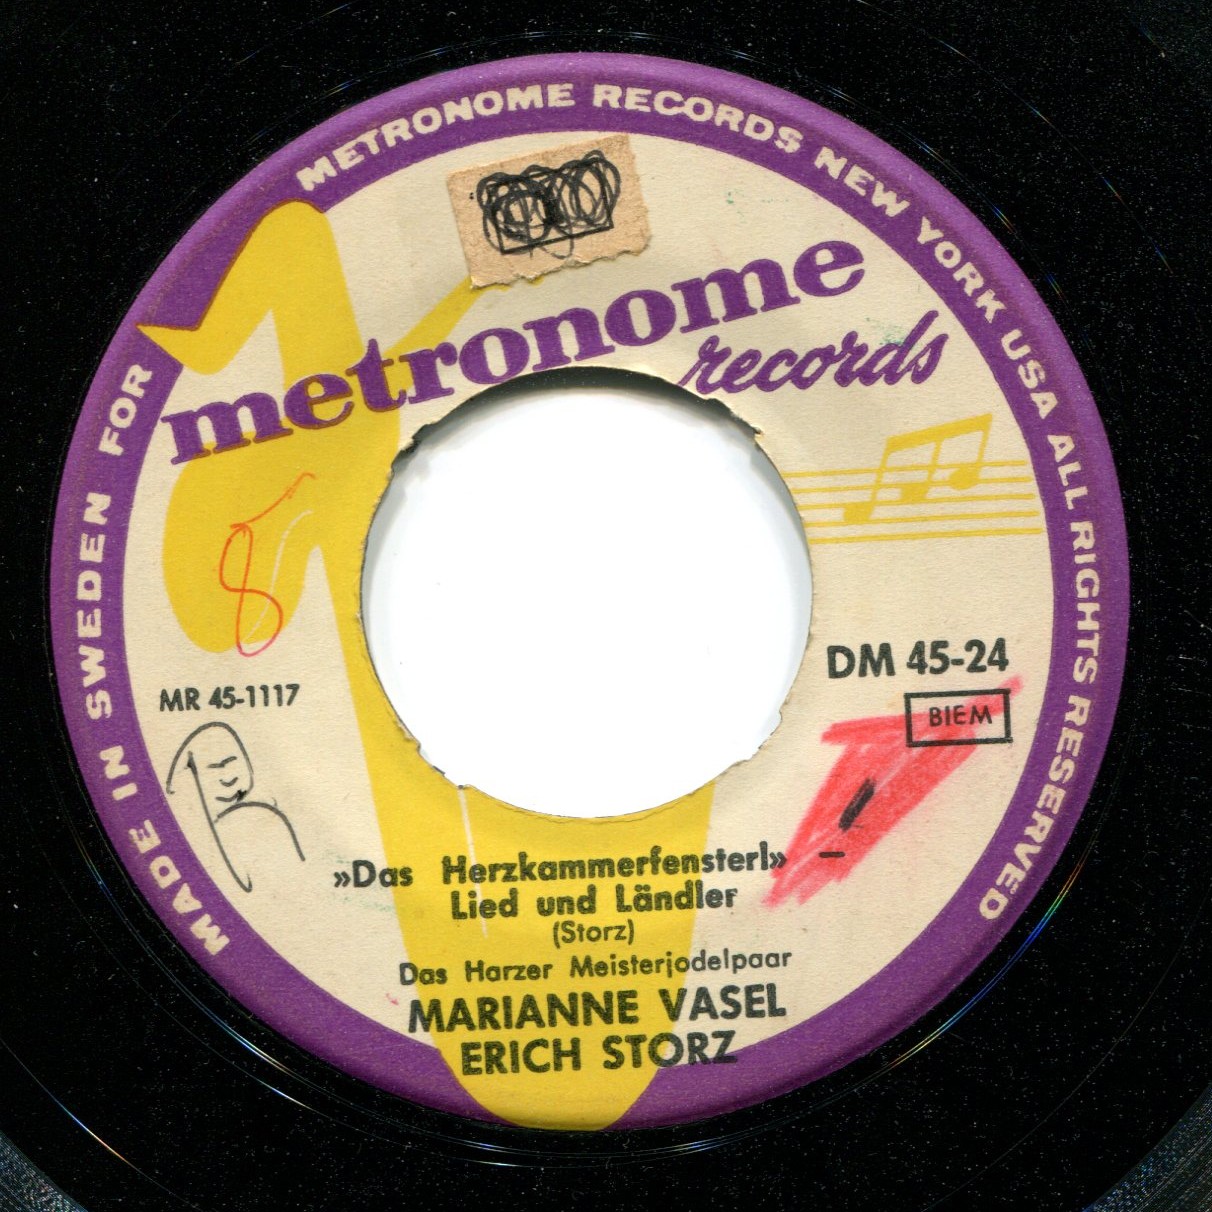 MADE IN SWEDEN FOR METRONOME RECORDS NEW YORK USA ALL RIGHTS RESERVED
metronome
records
8
DM 45-24
MR 45-1117
BIEM
»Das Herzkammerfensterl»
Lied und Ländler
(Storz)
Das Harzer Meisterjodelpaar
MARIANNE VASEL
ERICH STORZ